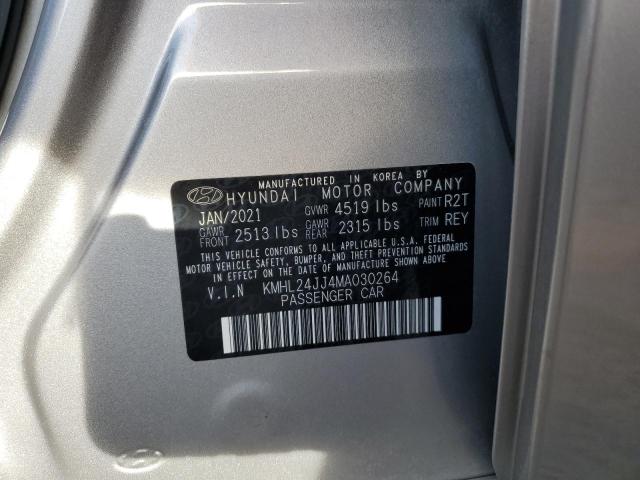 MANUFACTURED IN KOREA BY
HYUNDAI MOTOR COMPANY
JAN/2021 GVWR 4519 lbs PAINT R2T
GAWR FRONT 2513 lbs GAWR REAR 2315 lbs TRIM REY
THIS VEHICLE CONFORMS TO ALL APPLICABLE U.S.A. FEDERAL
MOTOR VEHICLE SAFETY, BUMPER, AND THEFT PREVENTION STANDARDS
IN EFFECT ON THE DATE OF MANUFACTURE SHOWN ABOVE.
V.I.N KMHL24JJ4MA030264
PASSENGER CAR